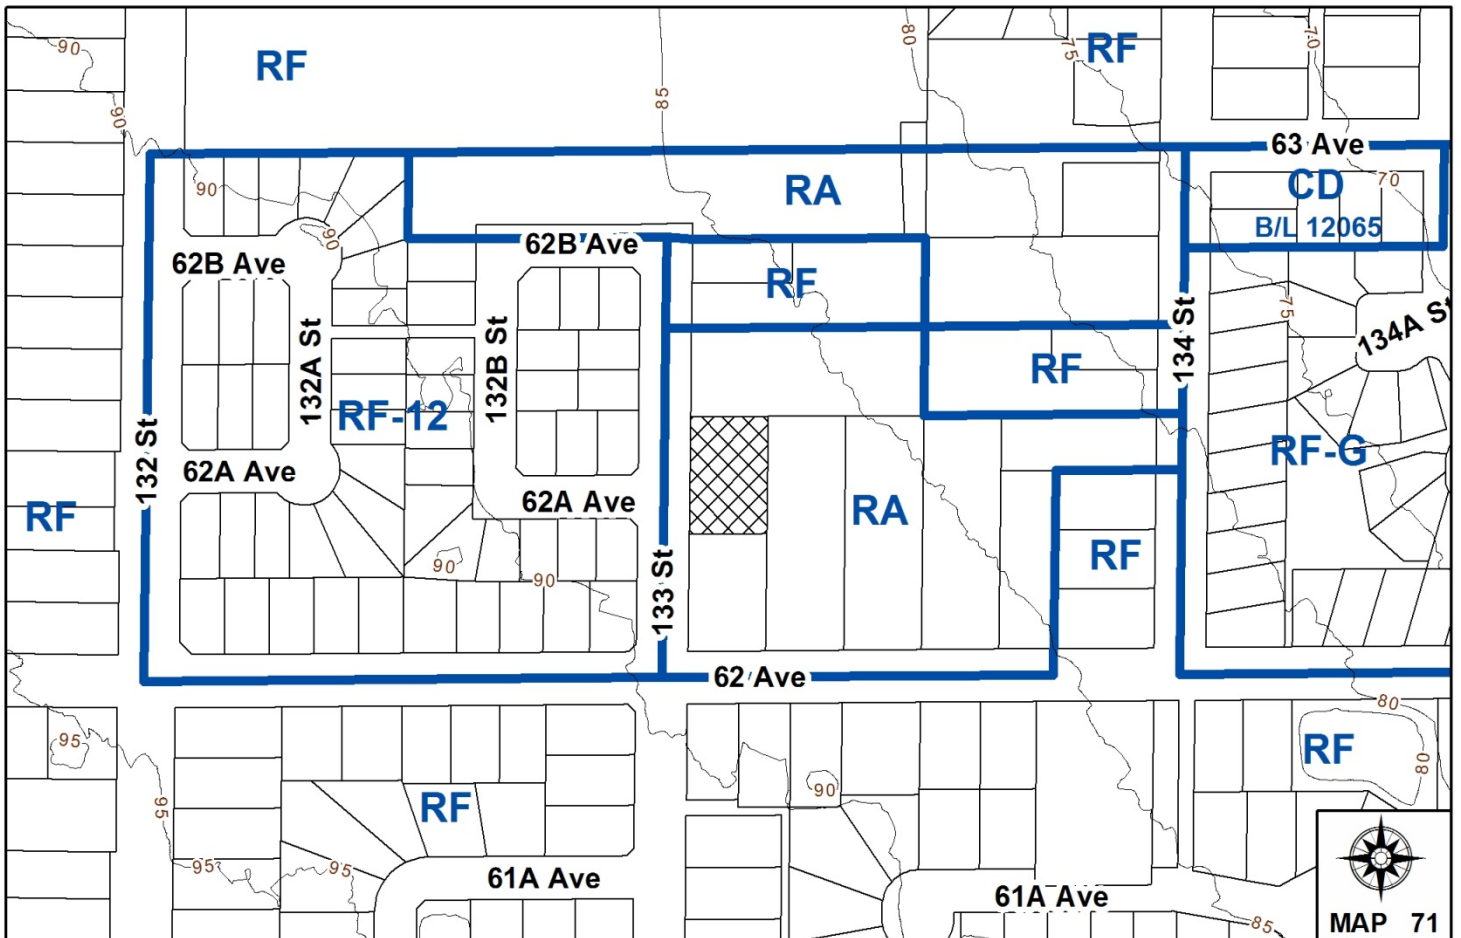 90
RF
85
80
75
RF
70
90
63 Ave
90
RA
CD
70
B/L 12065
90
62B Ave
62B Ave
RF
75
132A St
132B St
134 St
134A St
RF
RF-12
132 St
RF-G
62A Ave
62A Ave
RF
RA
133 St
RF
90
90
62 Ave
80
95
RF
80
90
95
RF
95
95
61A Ave
61A Ave
85
MAP 71